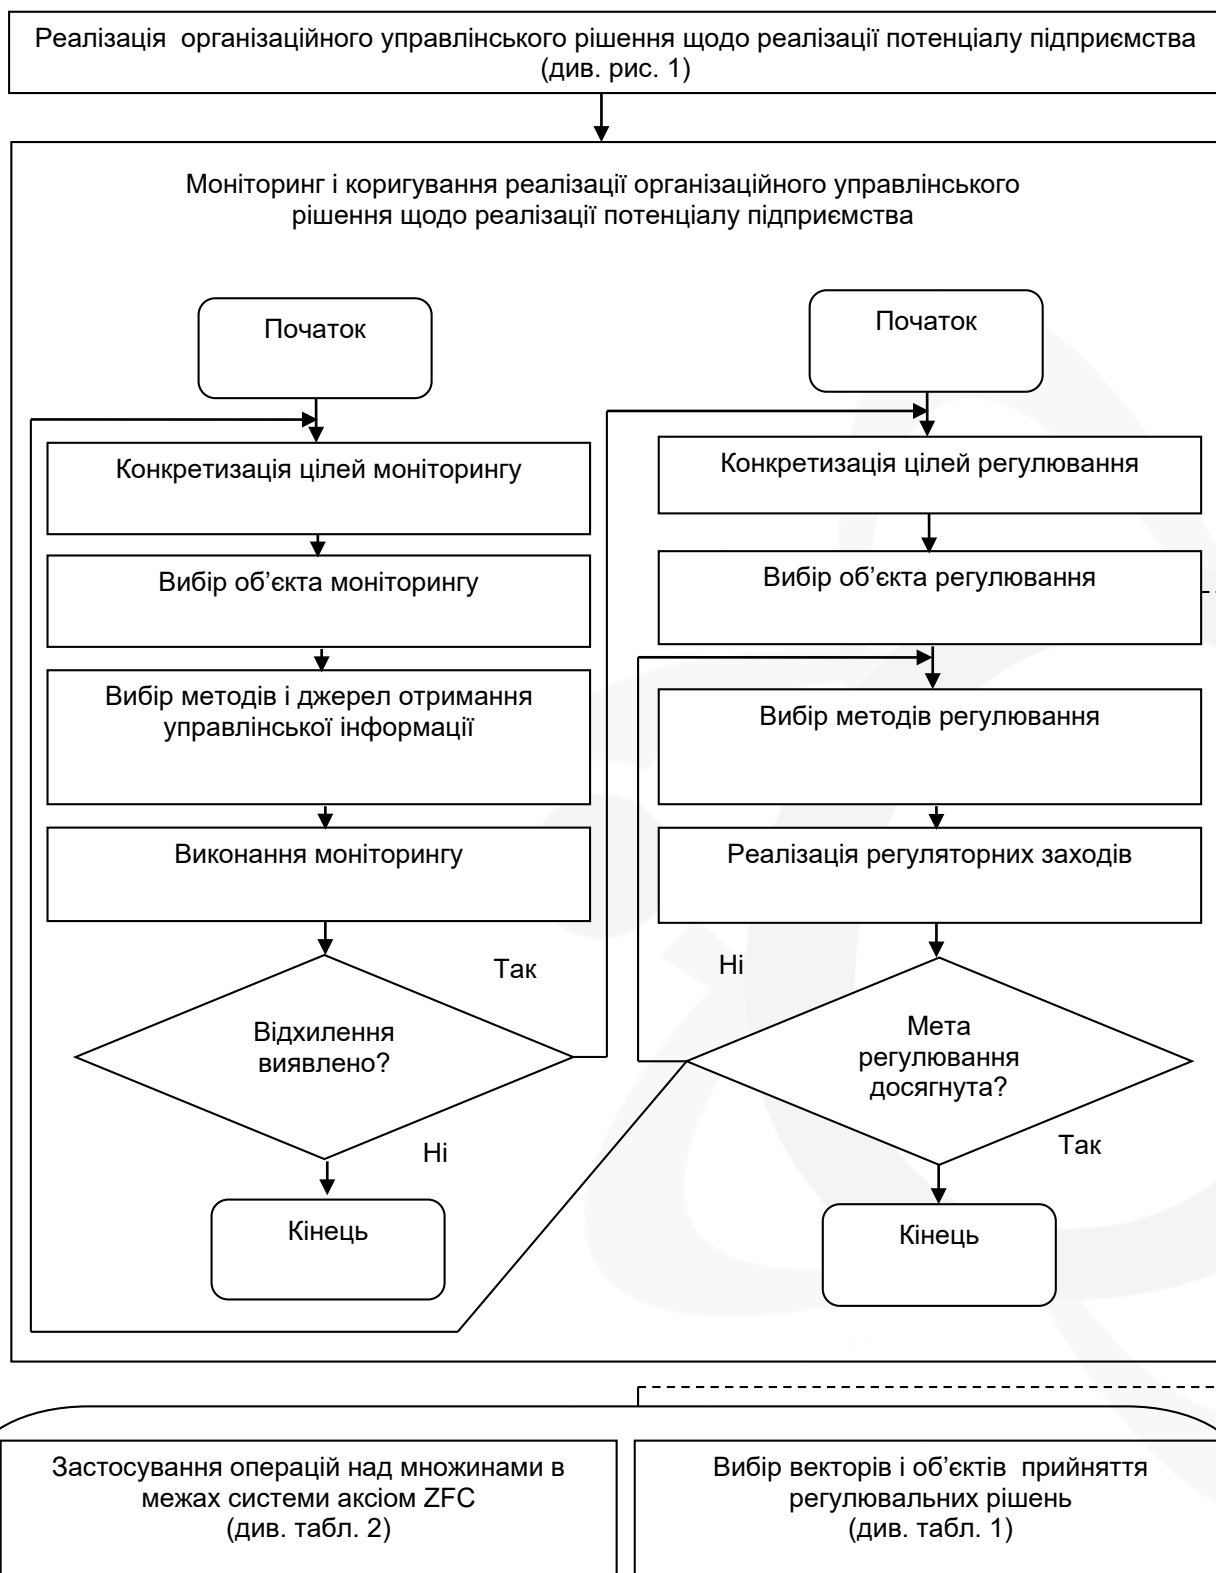 Реалізація  організаційного управлінського рішення щодо реалізації потенціалу підприємства
(див. рис. 1)
Моніторинг і коригування реалізації організаційного управлінського
рішення щодо реалізації потенціалу підприємства
Початок
Конкретизація цілей моніторингу
Вибір об’єкта моніторингу
Вибір методів і джерел отримання
управлінської інформації
Виконання моніторингу
Так
Відхилення
виявлено?
Ні
Кінець
Початок
Конкретизація цілей регулювання
Вибір об’єкта регулювання
Вибір методів регулювання
Реалізація регуляторних заходів
Ні
Мета
регулювання
досягнута?
Так
Кінець
Застосування операцій над множинами в
межах системи аксіом ZFC
(див. табл. 2)
Вибір векторів і об’єктів  прийняття
регулювальних рішень
(див. табл. 1)